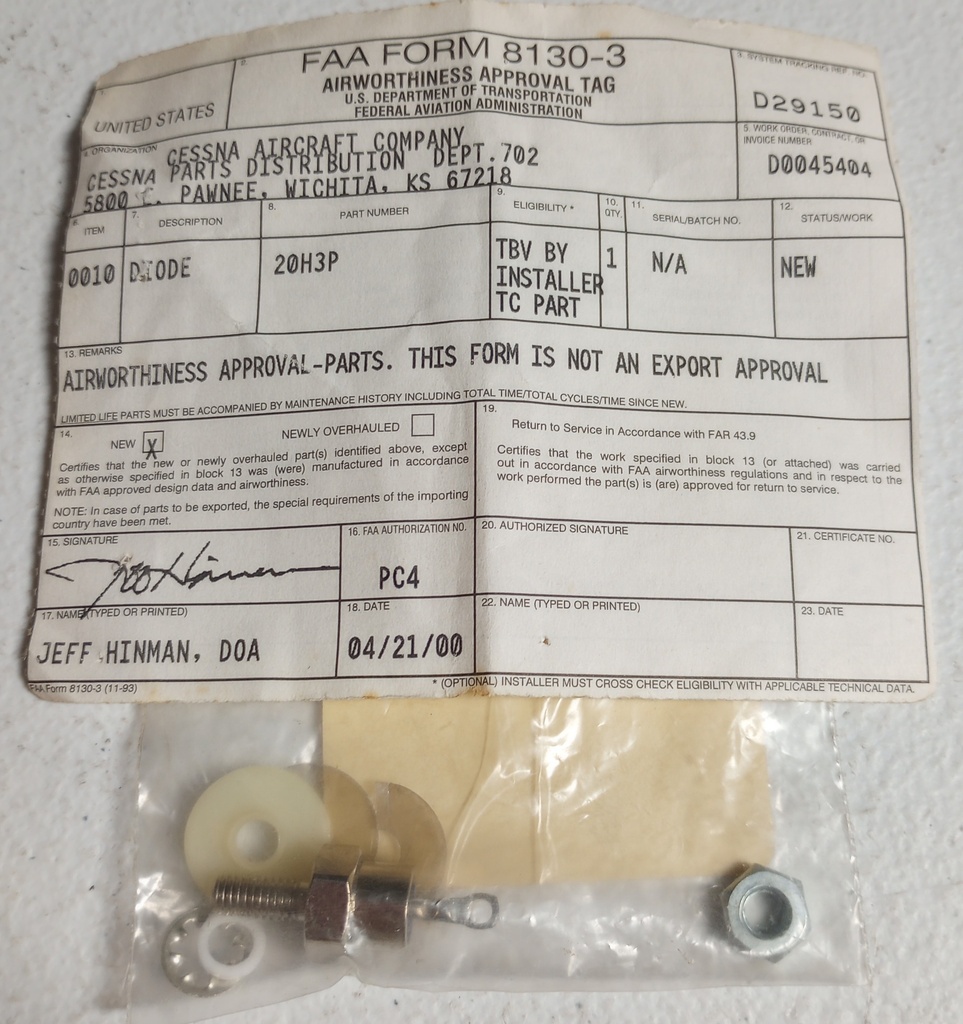 FAA FORM 8130-3
AIRWORTHINESS APPROVAL TAG
U.S. DEPARTMENT OF TRANSPORTATION
FEDERAL AVIATION ADMINISTRATION
1.
UNITED STATES
2.
3. SYSTEM TRACKING REF. NO.
D29150
4. ORGANIZATION
CESSNA AIRCRAFT COMPANY
CESSNA PARTS DISTRIBUTION DEPT.702
5800 E. PAWNEE, WICHITA, KS 67218
5. WORK ORDER, CONTRACT, OR
INVOICE NUMBER
D0045404
6. ITEM
7. DESCRIPTION
8. PART NUMBER
9. ELIGIBILITY *
10. QTY.
11. SERIAL/BATCH NO.
12. STATUS/WORK
0010 DIODE 20H3P
TBV BY
INSTALLER
TC PART
1 N/A NEW
13. REMARKS
AIRWORTHINESS APPROVAL-PARTS. THIS FORM IS NOT AN EXPORT APPROVAL
LIMITED LIFE PARTS MUST BE ACCOMPANIED BY MAINTENANCE HISTORY INCLUDING TOTAL TIME/TOTAL CYCLES/TIME SINCE NEW.
14.
NEW X NEWLY OVERHAULED
Certifies that the new or newly overhauled part(s) identified above, except
as otherwise specified in block 13 was (were) manufactured in accordance
with FAA approved design data and airworthiness.
NOTE: In case of parts to be exported, the special requirements of the importing
country have been met.
19.
Return to Service in Accordance with FAR 43.9
Certifies that the work specified in block 13 (or attached) was carried
out in accordance with FAA airworthiness regulations and in respect to the
work performed the part(s) is (are) approved for return to service.
15. SIGNATURE
Jeff Hinman
16. FAA AUTHORIZATION NO.
PC4
20. AUTHORIZED SIGNATURE
21. CERTIFICATE NO.
17. NAME (TYPED OR PRINTED)
JEFF HINMAN, DOA
18. DATE
04/21/00
22. NAME (TYPED OR PRINTED)
23. DATE
FAA Form 8130-3 (11-93)
* (OPTIONAL) INSTALLER MUST CROSS CHECK ELIGIBILITY WITH APPLICABLE TECHNICAL DATA.